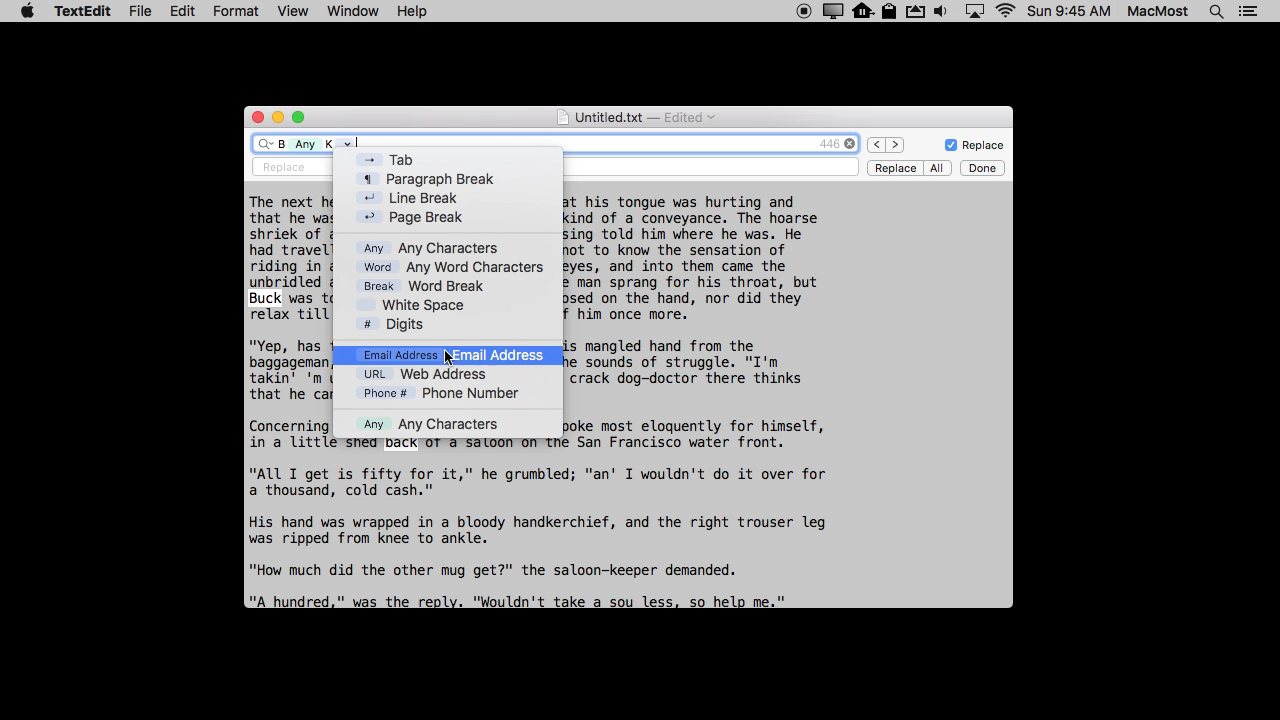 TextEdit File Edit Format View Window Help Sun 9:45 AM MacMost
Untitled.txt — Edited
B Any K 446 Replace
Replace Replace All Done
→ Tab
¶ Paragraph Break
↵ Line Break
↩ Page Break
Any Any Characters
Word Any Word Characters
Break Word Break
White Space
# Digits
Email Address Email Address
URL Web Address
Phone # Phone Number
Any Any Characters
The next at his tongue was hurting and
that he kind of a conveyance. The hoarse
shriek of sing told him where he was. He
had not to know the sensation of
riding in eyes, and into them came the
unbridled e man sprang for his throat, but
Buck was osed on the hand, nor did they
relax till f him once more.
"Yep, has is mangled hand from the
baggageman, he sounds of struggle. "I'm
takin' 'm crack dog-doctor there thinks
that he
Concerning poke most eloquently for himself,
in a little shed back of a saloon on the San Francisco water front.
"All I get is fifty for it," he grumbled; "an' I wouldn't do it over for
a thousand, cold cash."
His hand was wrapped in a bloody handkerchief, and the right trouser leg
was ripped from knee to ankle.
"How much did the other mug get?" the saloon-keeper demanded.
"A hundred," was the reply. "Wouldn't take a sou less, so help me."